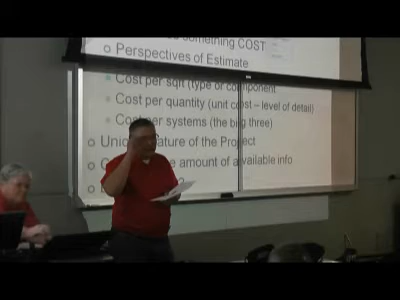 something COST
Perspectives of Estimate
Cost per sqft (type or component
Cost per quantity (unit cost – level of detail)
Cost per systems (the big three)
Uniq ature of the Project
e amount of available info